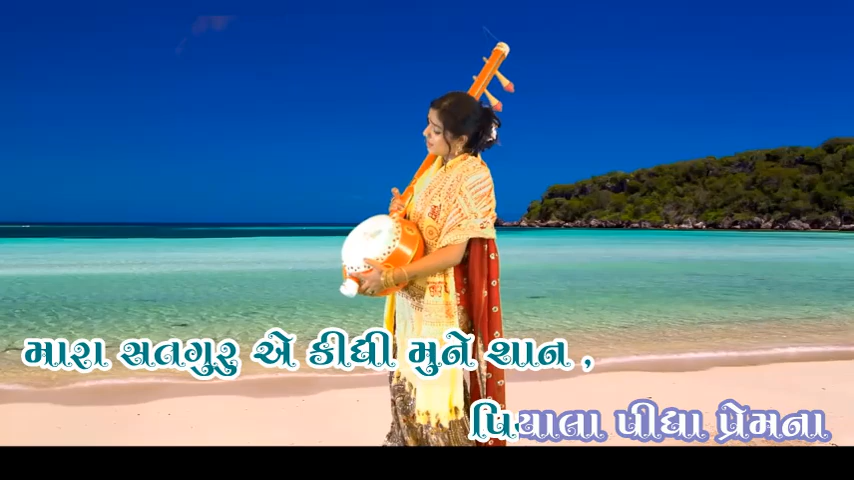 મારા સતગુરુ એ કીધી મુને શાન ,
પિયાલા પીધા પ્રેમના